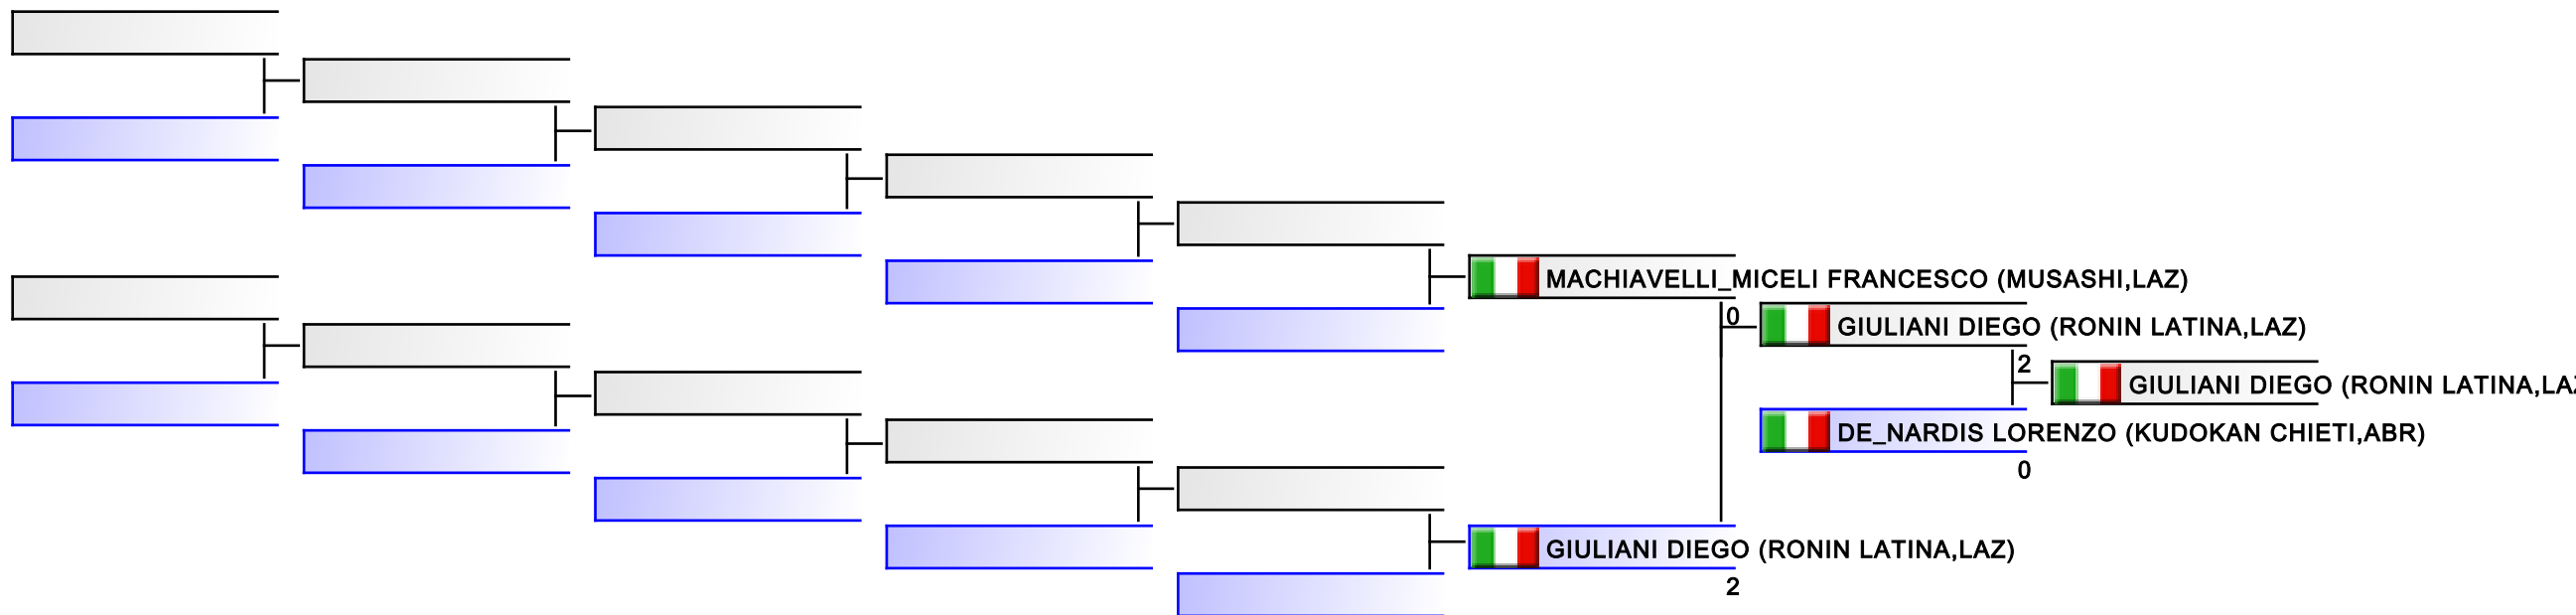 MACHIAVELLI_MICELI FRANCESCO (MUSASHI,LAZ)
0
GIULIANI DIEGO (RONIN LATINA,LAZ)
2
GIULIANI DIEGO (RONIN LATINA,LAZ
DE_NARDIS LORENZO (KUDOKAN CHIETI,ABR)
0
GIULIANI DIEGO (RONIN LATINA,LAZ)
2